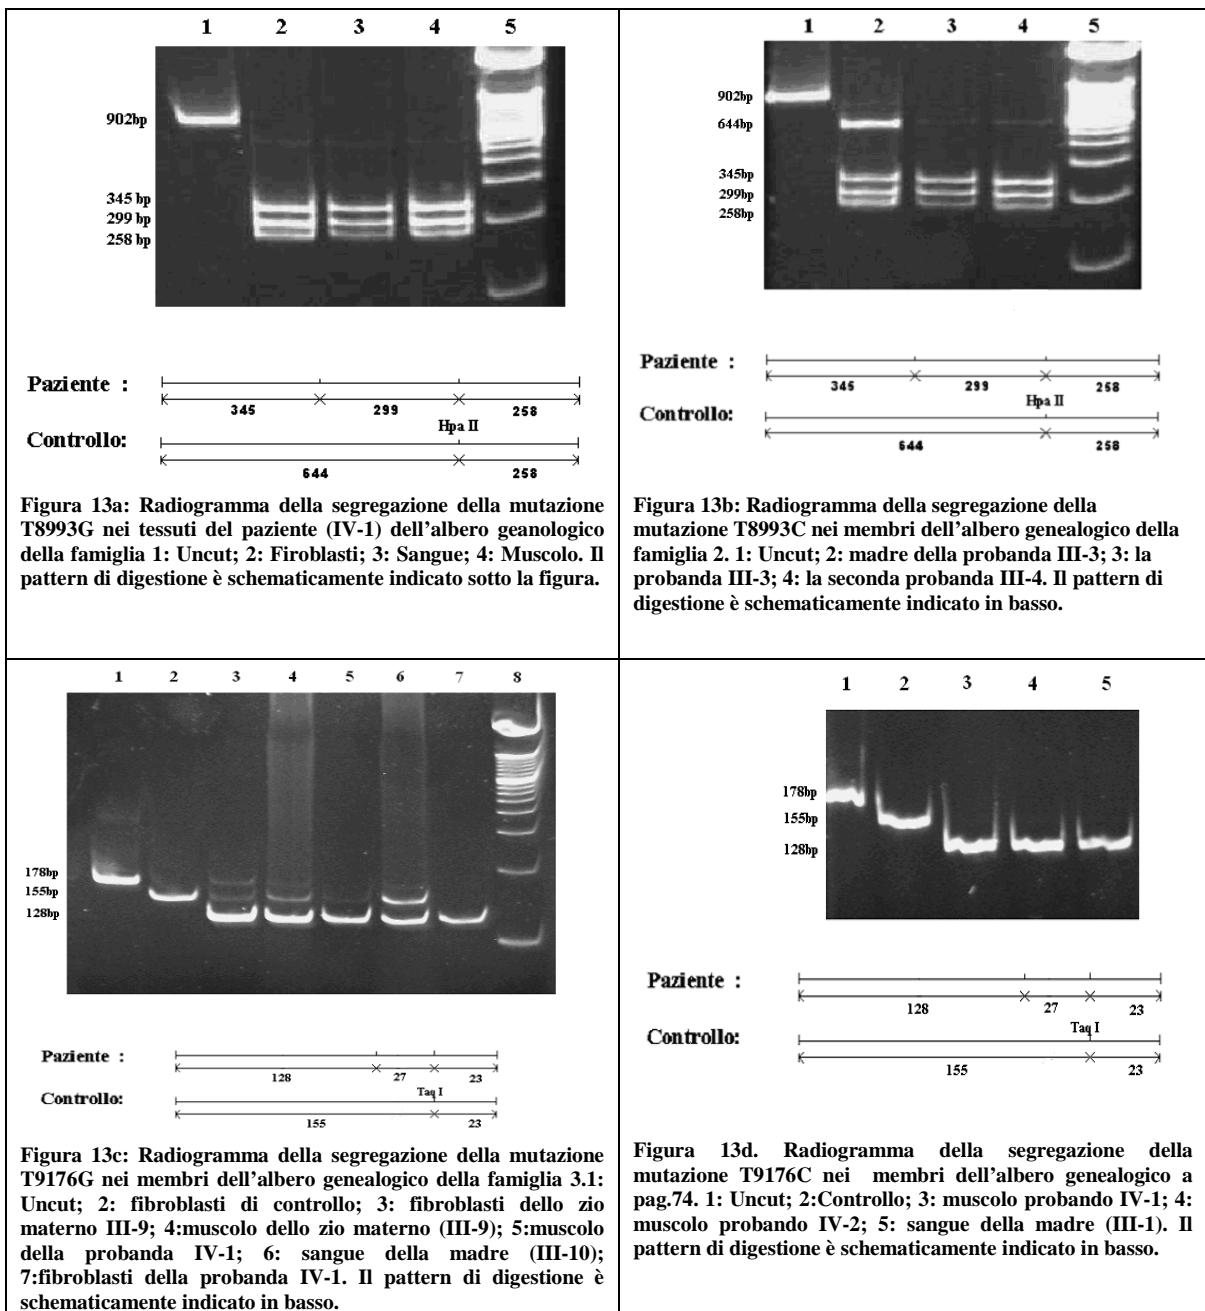 1 2 3 4 5
902bp
345 bp
299 bp
258 bp
Paziente :
345 299 258
Hpa II
Controllo:
644 258
Figura 13a: Radiogramma della segregazione della mutazione
T8993G nei tessuti del paziente (IV-1) dell’albero geanologico
della famiglia 1: Uncut; 2: Firoblasti; 3: Sangue; 4: Muscolo. Il
pattern di digestione è schematicamente indicato sotto la figura.
1 2 3 4 5
902bp
644bp
345bp
299bp
258bp
Paziente :
345 299 258
Hpa II
Controllo:
644 258
Figura 13b: Radiogramma della segregazione della
mutazione T8993C nei membri dell’albero genealogico della
famiglia 2. 1: Uncut; 2: madre della probanda III-3; 3: la
probanda III-3; 4: la seconda probanda III-4. Il pattern di
digestione è schematicamente indicato in basso.
1 2 3 4 5 6 7 8
178bp
155bp
128bp
Paziente :
128 27 23
Taq I
Controllo:
155 23
Figura 13c: Radiogramma della segregazione della mutazione
T9176G nei membri dell’albero genealogico della famiglia 3.1:
Uncut; 2: fibroblasti di controllo; 3: fibroblasti dello zio
materno III-9; 4:muscolo dello zio materno (III-9); 5:muscolo
della probanda IV-1; 6: sangue della madre (III-10);
7:fibroblasti della probanda IV-1. Il pattern di digestione è
schematicamente indicato in basso.
1 2 3 4 5
178bp
155bp
128bp
Paziente :
128 27 23
Taq I
Controllo:
155 23
Figura 13d. Radiogramma della segregazione della
mutazione T9176C nei membri dell’albero genealogico a
pag.74. 1: Uncut; 2:Controllo; 3: muscolo probando IV-1; 4:
muscolo probando IV-2; 5: sangue della madre (III-1). Il
pattern di digestione è schematicamente indicato in basso.